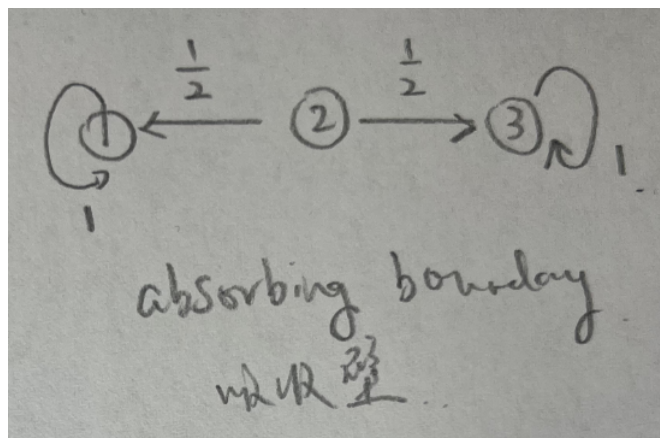 1/2 1/2
1 2 3
1 1.
absorbing bounday.
吸收壁..